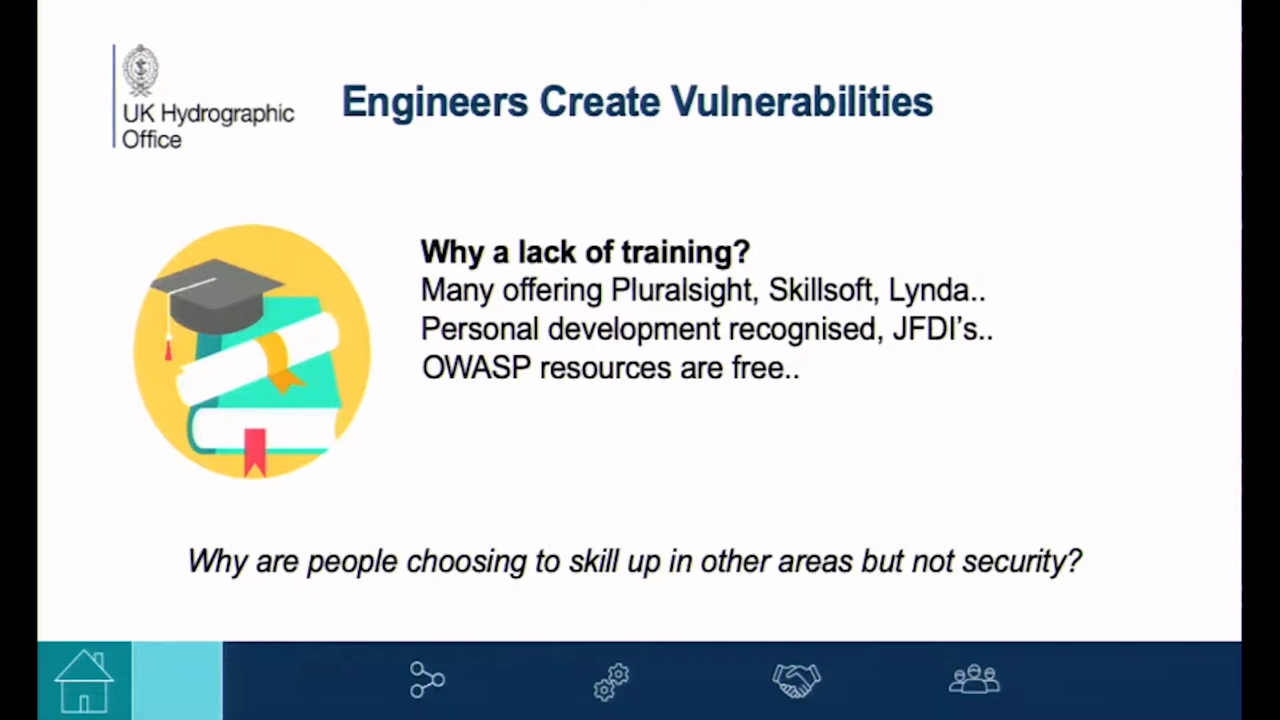 UK Hydrographic
Office
Engineers Create Vulnerabilities
Why a lack of training?
Many offering Pluralsight, Skillsoft, Lynda..
Personal development recognised, JFDI's..
OWASP resources are free..
Why are people choosing to skill up in other areas but not security?